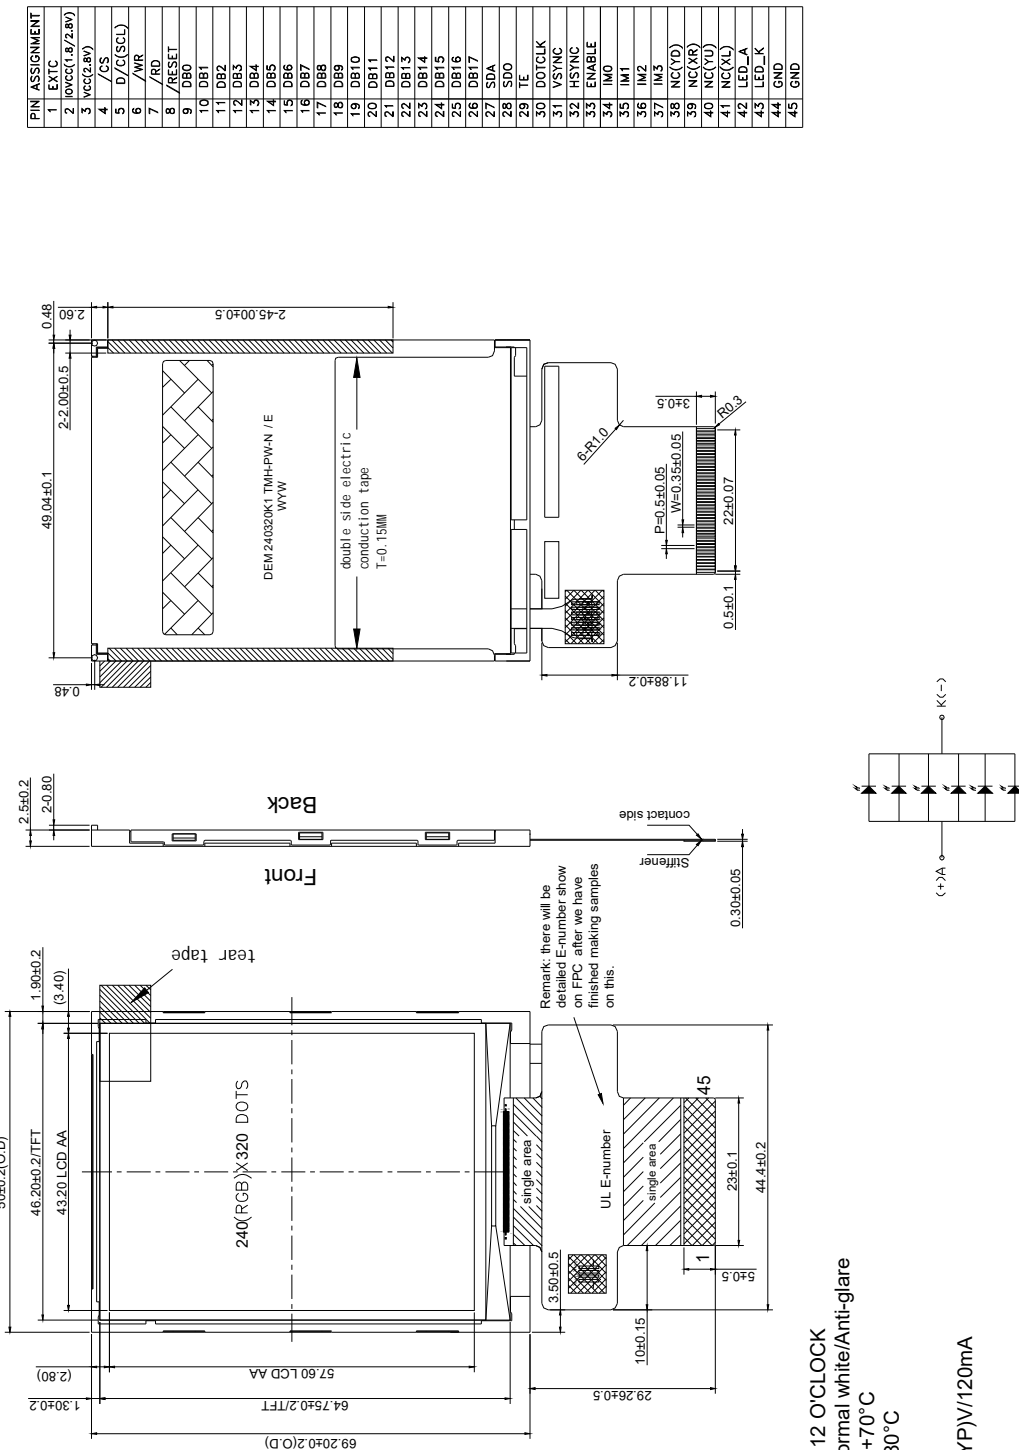 PIN ASSIGNMENT
1 EXTC
2 IOVCC(1.8/2.8V)
3 VCC(2.8V)
4 /CS
5 D/C(SCL)
6 /WR
7 /RD
8 /RESET
9 DB0
10 DB1
11 DB2
12 DB3
13 DB4
14 DB5
15 DB6
16 DB7
17 DB8
18 DB9
19 DB10
20 DB11
21 DB12
22 DB13
23 DB14
24 DB15
25 DB16
26 DB17
27 SDA
28 SDO
29 TE
30 DOTCLK
31 VSYNC
32 HSYNC
33 ENABLE
34 IM0
35 IM1
36 IM2
37 IM3
38 NC(YD)
39 NC(XR)
40 NC(YU)
41 NC(XL)
42 LED_A
43 LED_K
44 GND
45 GND
0.48
2.60
2-45.00±0.5
2-2.00±0.5
49.04±0.1
DEM 240320K1 TMH-PW-N / E
WYW
double side electric
conduction tape
T=0.15MM
6-R1.0
3±0.5
R0.3
P=0.5±0.05
W=0.35±0.05
22±0.07
0.5±0.1
0.48
11.88±0.2
2.5±0.2
2-0.80
Back
Front
contact side
Stiffener
0.30±0.05
K(-)
(+)A
tear tape
1.90±0.2
(3.40)
50±0.2(O.D)
46.20±0.2/TFT
43.20 LCD AA
240(RGB)X320 DOTS
Remark: there will be
detailed E-number show
on FPC after we have
finished making samples
on this.
single area
UL E-number
single area
45
1
23±0.1
44.4±0.2
3.50±0.5
10±0.15
5±0.5
(2.80)
57.60 LCD AA
1.30±0.2
64.75±0.2/TFT
69.20±0.2(O.D)
29.26±0.5
12 O'CLOCK
ormal white/Anti-glare
+70°C
30°C
YP)V/120mA